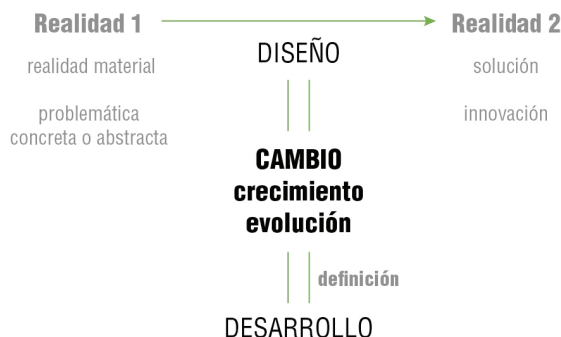 Realidad 1
Realidad 2
DISEÑO
realidad material
solución
problemática
concreta o abstracta
innovación
CAMBIO
crecimiento
evolución
definición
DESARROLLO